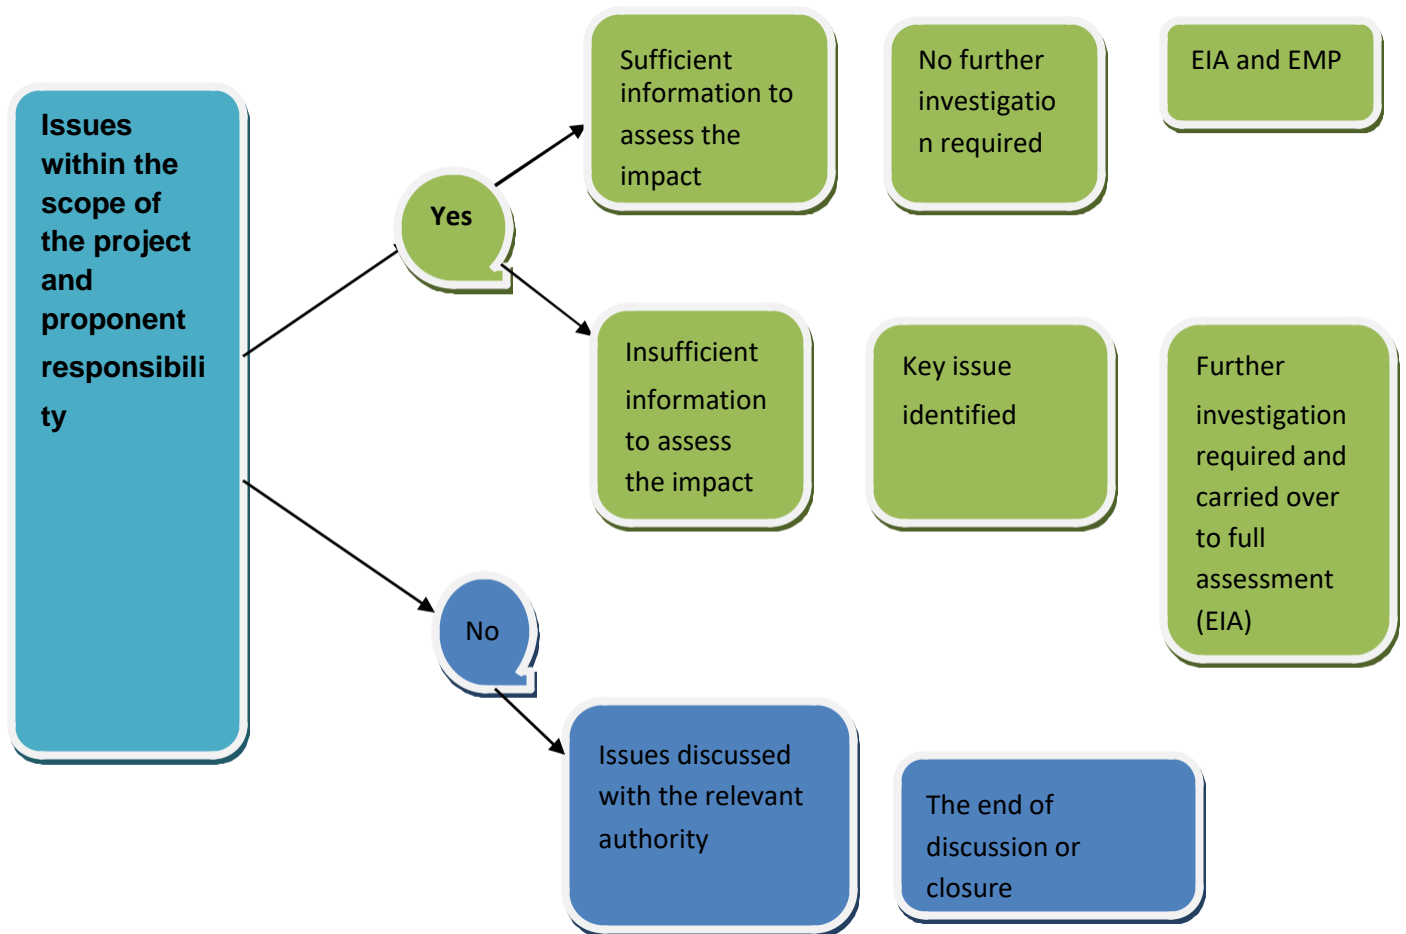 Issues
within the
scope of
the project
and
proponent
responsibili
ty
Yes
Sufficient
information to
assess the
impact
No further
investigatio
n required
EIA and EMP
Insufficient
information
to assess
the impact
Key issue
identified
Further
investigation
required and
carried over
to full
assessment
(EIA)
No
Issues discussed
with the relevant
authority
The end of
discussion or
closure